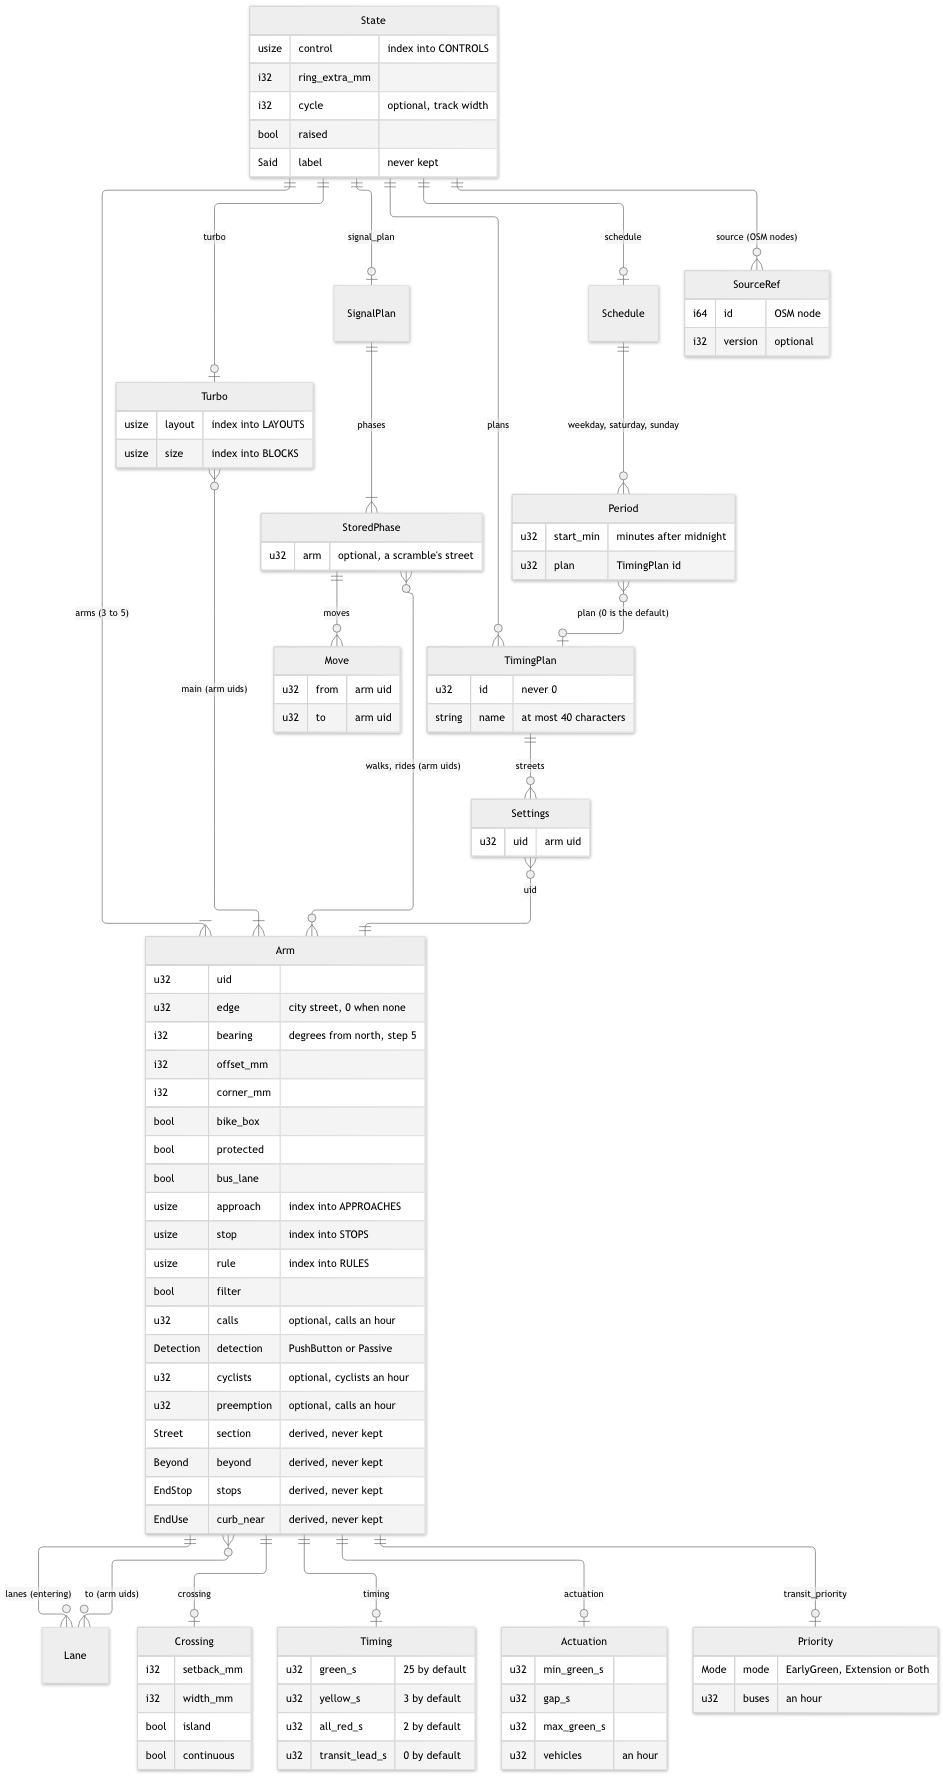 State
usize control index into CONTROLS
i32 ring_extra_mm
i32 cycle optional, track width
bool raised
Said label never kept
turbo
signal_plan
schedule
source (OSM nodes)
SourceRef
i64 id OSM node
i32 version optional
SignalPlan
Schedule
Turbo
usize layout index into LAYOUTS
usize size index into BLOCKS
phases
plans
weekday, saturday, sunday
Period
u32 start_min minutes after midnight
u32 plan TimingPlan id
StoredPhase
u32 arm optional, a scramble's street
arms (3 to 5)
moves
plan (0 is the default)
Move
u32 from arm uid
u32 to arm uid
TimingPlan
u32 id never 0
string name at most 40 characters
main (arm uids)
walks, rides (arm uids)
streets
Settings
u32 uid arm uid
uid
Arm
u32 uid
u32 edge city street, 0 when none
i32 bearing degrees from north, step 5
i32 offset_mm
i32 corner_mm
bool bike_box
bool protected
bool bus_lane
usize approach index into APPROACHES
usize stop index into STOPS
usize rule index into RULES
bool filter
u32 calls optional, calls an hour
Detection detection PushButton or Passive
u32 cyclists optional, cyclists an hour
u32 preemption optional, calls an hour
Street section derived, never kept
Beyond beyond derived, never kept
EndStop stops derived, never kept
EndUse curb_near derived, never kept
lanes (entering)
to (arm uids)
crossing
timing
actuation
transit_priority
Lane
Crossing
i32 setback_mm
i32 width_mm
bool island
bool continuous
Timing
u32 green_s 25 by default
u32 yellow_s 3 by default
u32 all_red_s 2 by default
u32 transit_lead_s 0 by default
Actuation
u32 min_green_s
u32 gap_s
u32 max_green_s
u32 vehicles an hour
Priority
Mode mode EarlyGreen, Extension or Both
u32 buses an hour